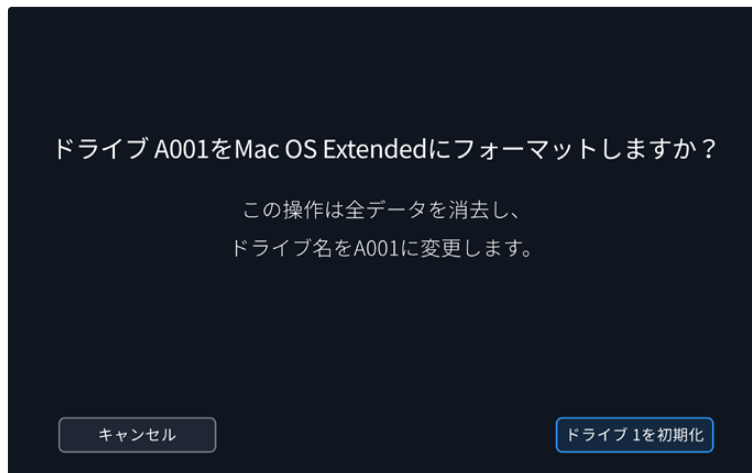 ドライブ A001をMac OS Extendedにフォーマットしますか？
この操作は全データを消去し、
ドライブ名をA001に変更します。
キャンセル
ドライブ 1を初期化